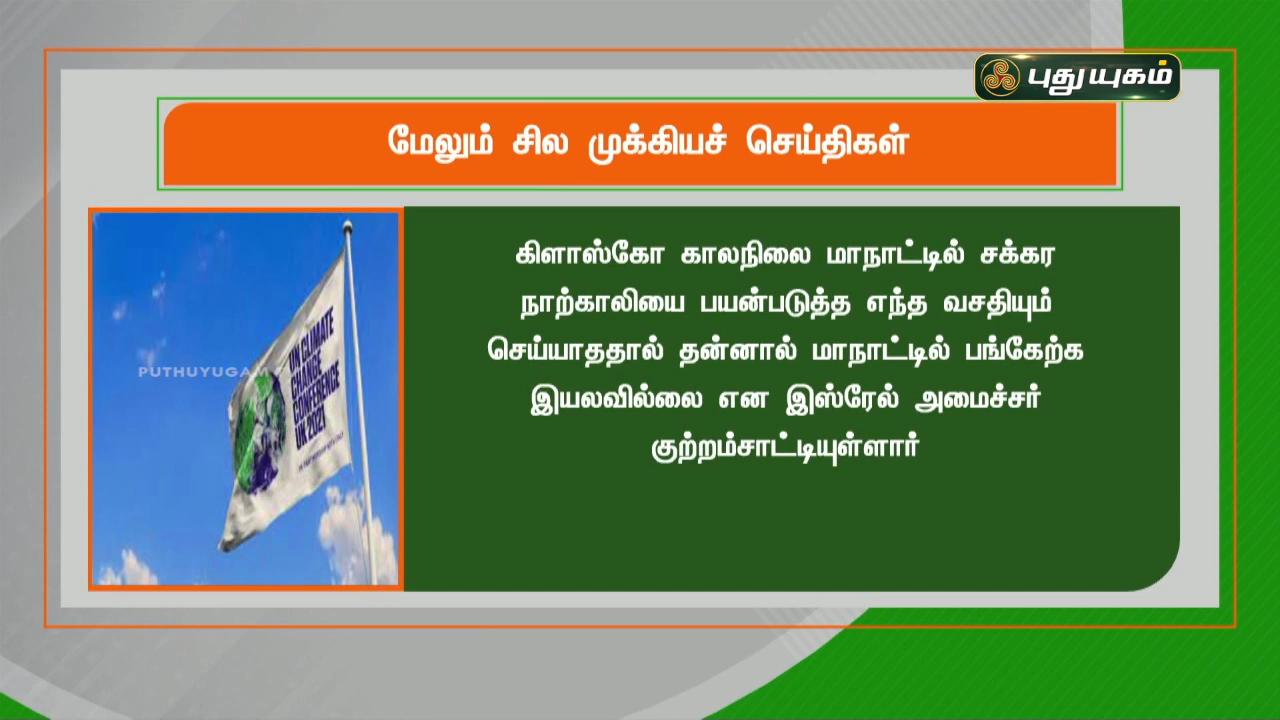 புதுயுகம்
மேலும் சில முக்கியச் செய்திகள்
கிளாஸ்கோ காலநிலை மாநாட்டில் சக்கர
நாற்காலியை பயன்படுத்த எந்த வசதியும்
செய்யாததால் தன்னால் மாநாட்டில் பங்கேற்க
இயலவில்லை என இஸ்ரேல் அமைச்சர்
குற்றம்சாட்டியுள்ளார்
UN CLIMATE
CHANGE
CONFERENCE
UK 2021
PUTHUYUGAM